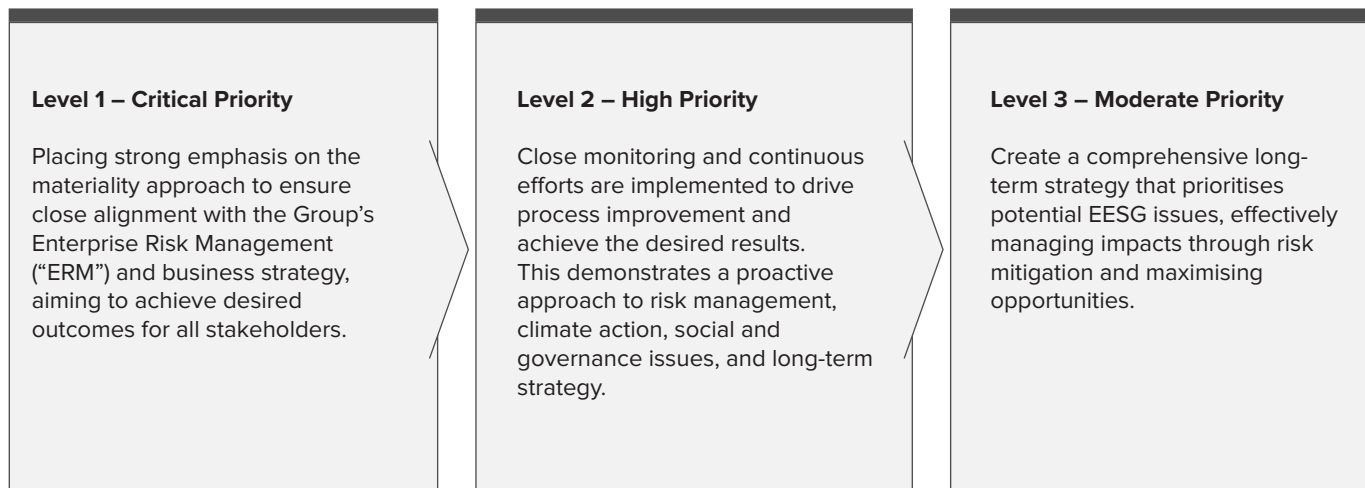 Level 1 – Critical Priority
Placing strong emphasis on the
materiality approach to ensure
close alignment with the Group’s
Enterprise Risk Management
(“ERM”) and business strategy,
aiming to achieve desired
outcomes for all stakeholders.
Level 2 – High Priority
Close monitoring and continuous
efforts are implemented to drive
process improvement and
achieve the desired results.
This demonstrates a proactive
approach to risk management,
climate action, social and
governance issues, and long-term
strategy.
Level 3 – Moderate Priority
Create a comprehensive long-
term strategy that prioritises
potential EESG issues, effectively
managing impacts through risk
mitigation and maximising
opportunities.